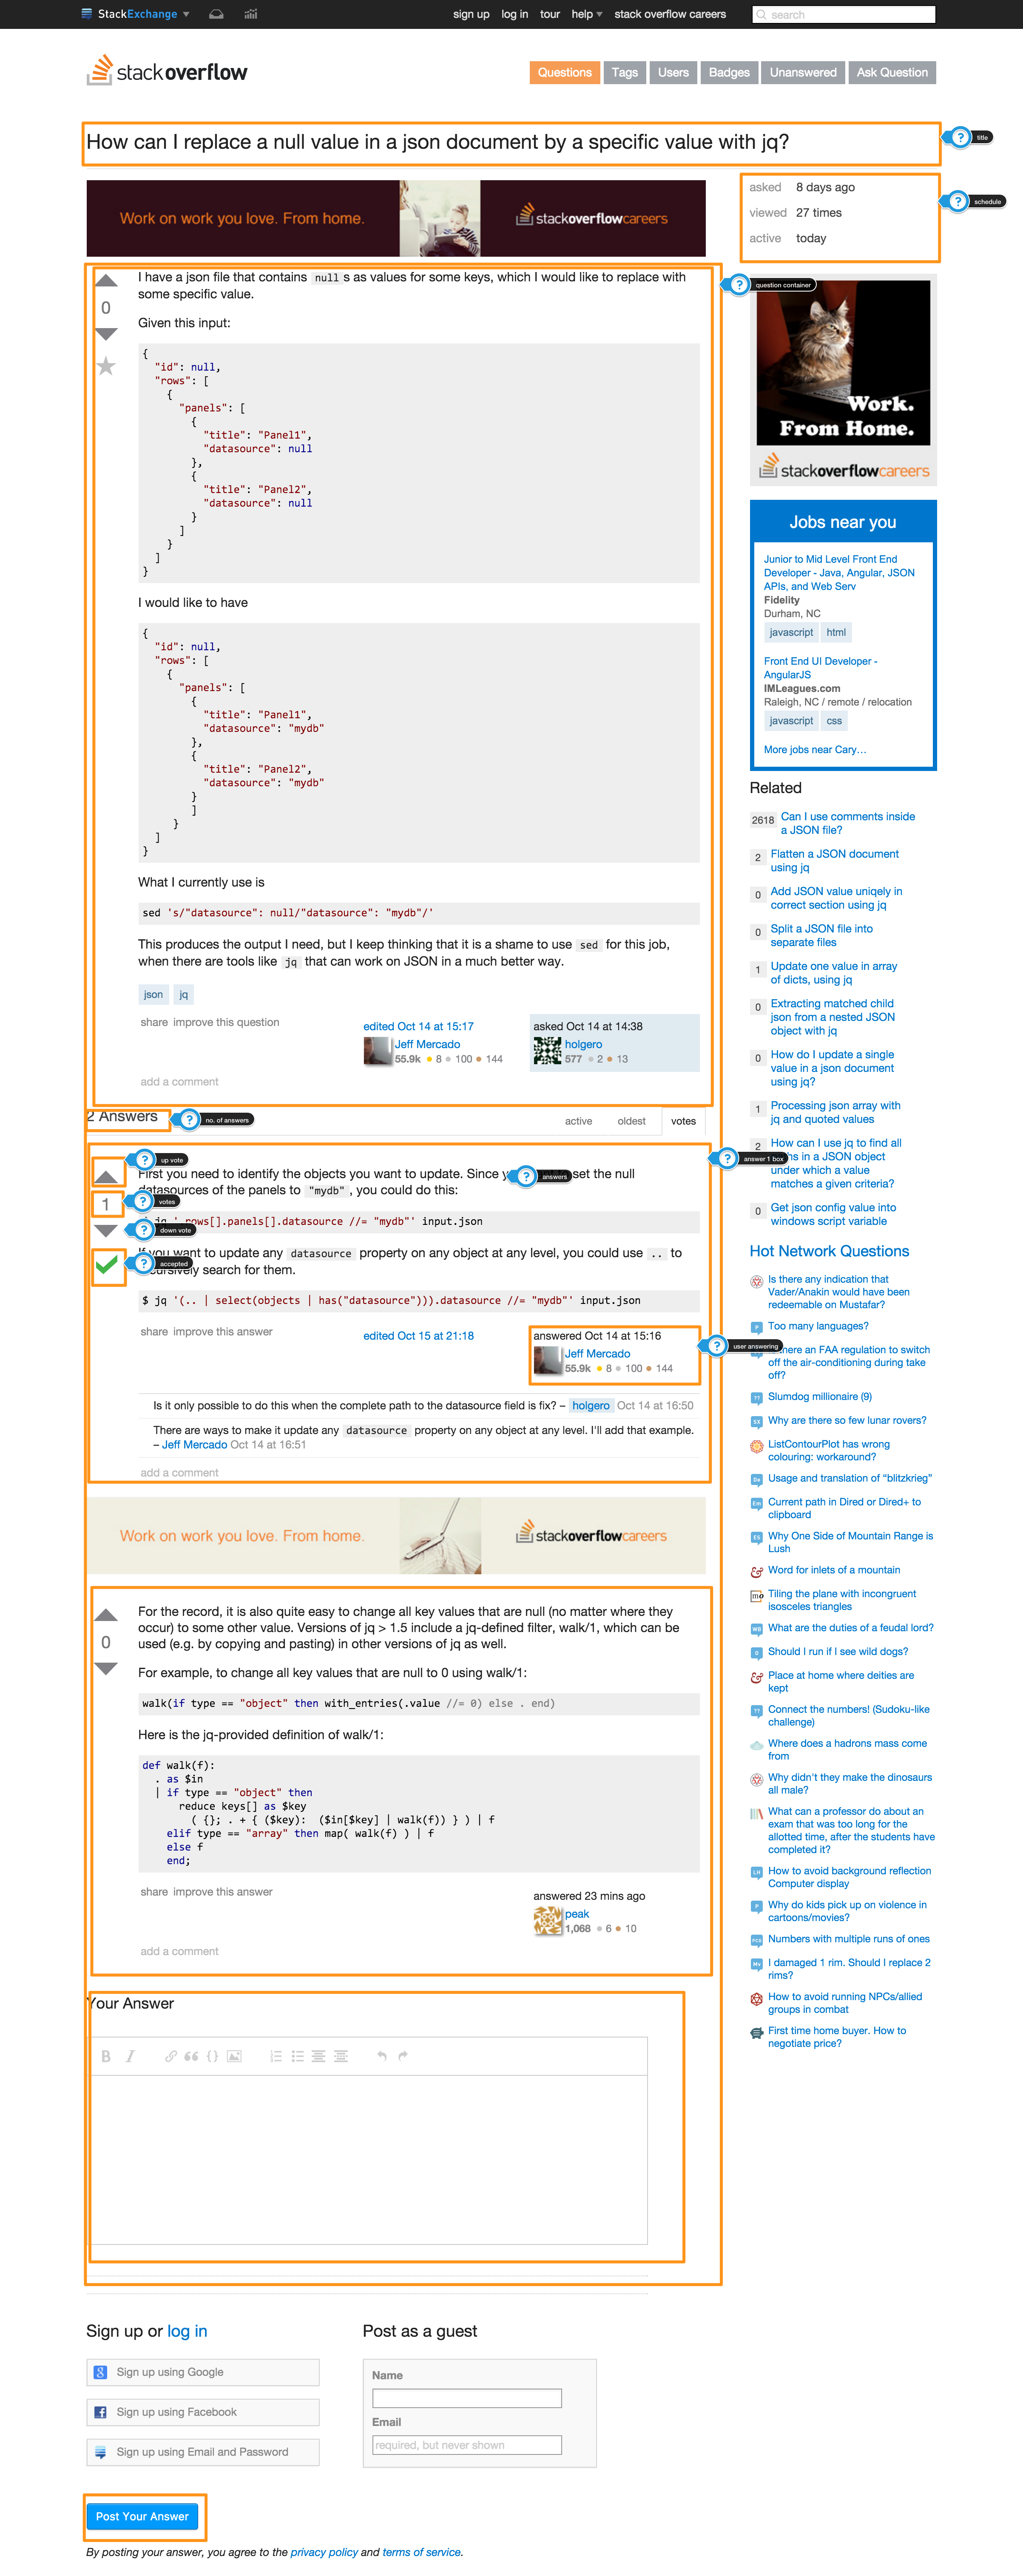 StackExchange
sign up log in tour help stack overflow careers search
stackoverflow
Questions Tags Users Badges Unanswered Ask Question
How can I replace a null value in a json document by a specific value with jq?
title
Work on work you love. From home. stackoverflowcareers
asked 8 days ago
viewed 27 times
active today
schedule
question container
0
I have a json file that contains null s as values for some keys, which I would like to replace with
some specific value.
Given this input:
{
"id": null,
"rows": [
{
"panels": [
{
"title": "Panel1",
"datasource": null
},
{
"title": "Panel2",
"datasource": null
}
]
}
]
}
I would like to have
{
"id": null,
"rows": [
{
"panels": [
{
"title": "Panel1",
"datasource": "mydb"
},
{
"title": "Panel2",
"datasource": "mydb"
}
]
}
]
}
What I currently use is
sed 's/"datasource": null/"datasource": "mydb"/'
This produces the output I need, but I keep thinking that it is a shame to use sed for this job,
when there are tools like jq that can work on JSON in a much better way.
json jq
share improve this question
edited Oct 14 at 15:17
Jeff Mercado
55.9k 8 100 144
asked Oct 14 at 14:38
holgero
577 2 13
add a comment
2 Answers
no. of answers
active oldest votes
up vote
answer 1 box
answers
1
votes
down vote
accepted
First you need to identify the objects you want to update. Since set the null
datasources of the panels to "mydb" , you could do this:
rows[].panels[].datasource //= "mydb"' input.json
If you want to update any datasource property on any object at any level, you could use .. to
recursively search for them.
$ jq '(.. | select(objects | has("datasource"))).datasource //= "mydb"' input.json
share improve this answer
edited Oct 15 at 21:18
answered Oct 14 at 15:16
Jeff Mercado
55.9k 8 100 144
user answering
Is it only possible to do this when the complete path to the datasource field is fix? – holgero Oct 14 at 16:50
There are ways to make it update any datasource property on any object at any level. I'll add that example.
– Jeff Mercado Oct 14 at 16:51
add a comment
Work on work you love. From home. stackoverflowcareers
0
For the record, it is also quite easy to change all key values that are null (no matter where they
occur) to some other value. Versions of jq > 1.5 include a jq-defined filter, walk/1, which can be
used (e.g. by copying and pasting) in other versions of jq as well.
For example, to change all key values that are null to 0 using walk/1:
walk(if type == "object" then with_entries(.value //= 0) else . end)
Here is the jq-provided definition of walk/1:
def walk(f):
. as $in
| if type == "object" then
reduce keys[] as $key
( {}; . + { ($key): ($in[$key] | walk(f)) } ) | f
elif type == "array" then map( walk(f) ) | f
else f
end;
share improve this answer
answered 23 mins ago
peak
1,068 6 10
add a comment
Your Answer
Sign up or log in
Sign up using Google
Sign up using Facebook
Sign up using Email and Password
Post as a guest
Name
Email
required, but never shown
Post Your Answer
By posting your answer, you agree to the privacy policy and terms of service.
Work.
From Home.
stackoverflowcareers
Jobs near you
Junior to Mid Level Front End
Developer - Java, Angular, JSON
APIs, and Web Serv
Fidelity
Durham, NC
javascript html
Front End UI Developer -
AngularJS
IMLeagues.com
Raleigh, NC / remote / relocation
javascript css
More jobs near Cary…
Related
2618 Can I use comments inside
a JSON file?
2 Flatten a JSON document
using jq
0 Add JSON value uniqely in
correct section using jq
0 Split a JSON file into
separate files
1 Update one value in array
of dicts, using jq
0 Extracting matched child
json from a nested JSON
object with jq
0 How do I update a single
value in a json document
using jq?
1 Processing json array with
jq and quoted values
2 How can I use jq to find all
in a JSON object
under which a value
matches a given criteria?
0 Get json config value into
windows script variable
Hot Network Questions
Is there any indication that
Vader/Anakin would have been
redeemable on Mustafar?
Too many languages?
there an FAA regulation to switch
off the air-conditioning during take
off?
Slumdog millionaire (9)
Why are there so few lunar rovers?
ListContourPlot has wrong
colouring: workaround?
Usage and translation of “blitzkrieg”
Current path in Dired or Dired+ to
clipboard
Why One Side of Mountain Range is
Lush
Word for inlets of a mountain
Tiling the plane with incongruent
isosceles triangles
What are the duties of a feudal lord?
Should I run if I see wild dogs?
Place at home where deities are
kept
Connect the numbers! (Sudoku-like
challenge)
Where does a hadrons mass come
from
Why didn't they make the dinosaurs
all male?
What can a professor do about an
exam that was too long for the
allotted time, after the students have
completed it?
How to avoid background reflection
Computer display
Why do kids pick up on violence in
cartoons/movies?
Numbers with multiple runs of ones
I damaged 1 rim. Should I replace 2
rims?
How to avoid running NPCs/allied
groups in combat
First time home buyer. How to
negotiate price?